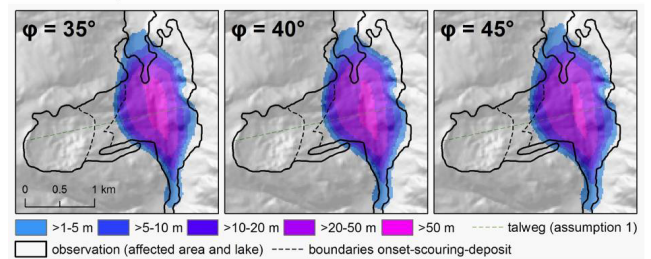 φ = 35° φ = 40° φ = 45°
0 0.5 1 km
>1-5 m >5-10 m >10-20 m >20-50 m >50 m talweg (assumption 1)
observation (affected area and lake) boundaries onset-scouring-deposit